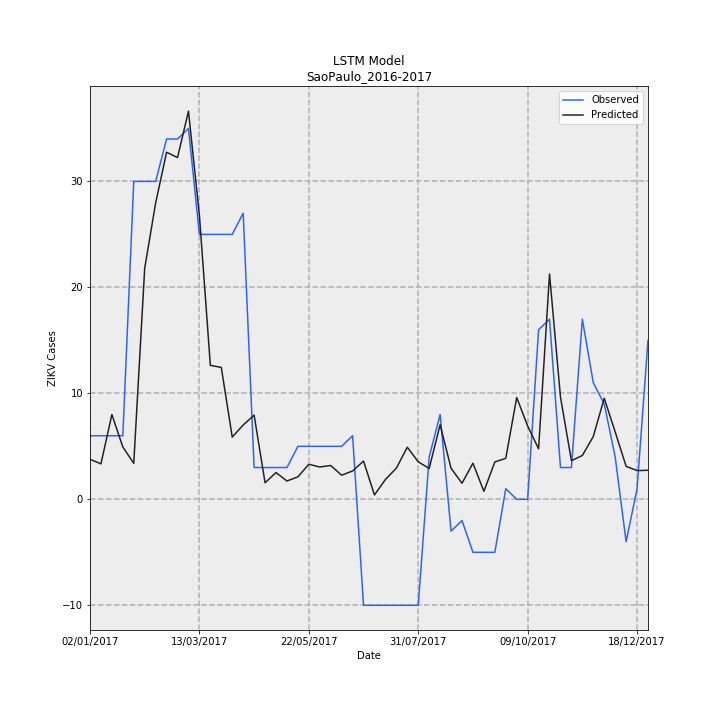 LSTM Model
SaoPaulo_2016-2017
Observed
Predicted
ZIKV Cases
30
20
10
0
−10
02/01/2017
13/03/2017
22/05/2017
31/07/2017
09/10/2017
18/12/2017
Date